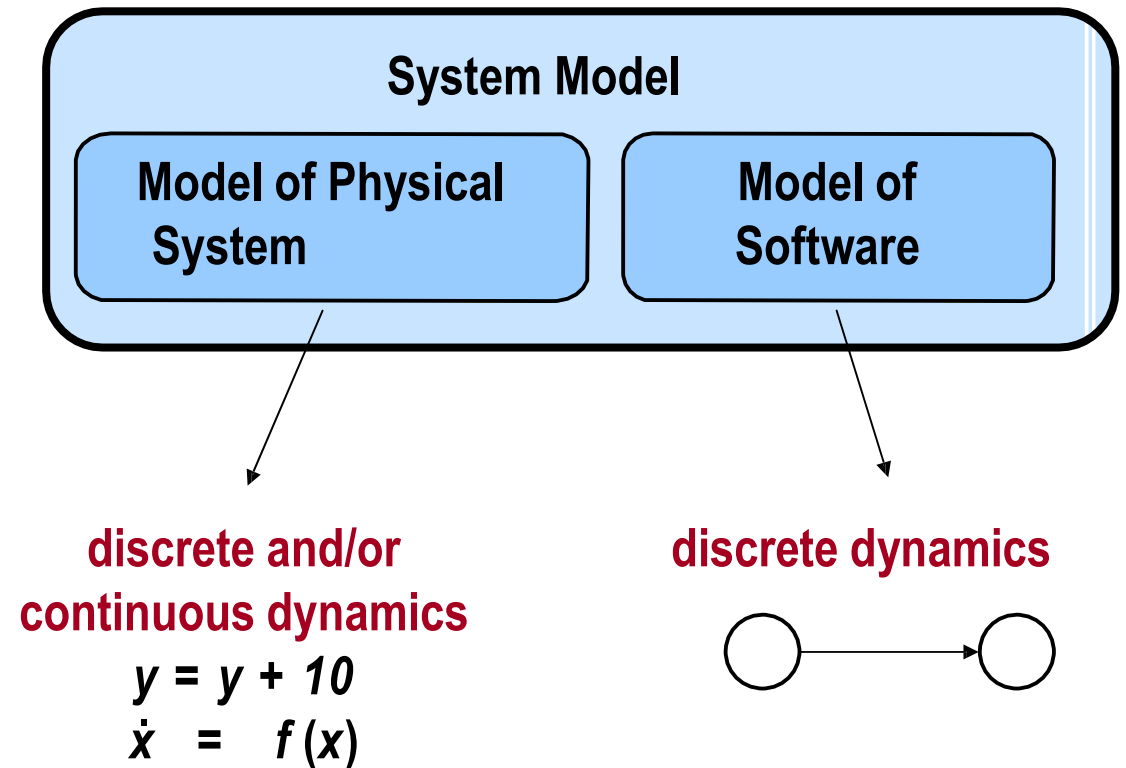 System Model
Model of Physical
System
Model of
Software
discrete and/or
continuous dynamics
y = y + 10
ẋ = f (x)
discrete dynamics